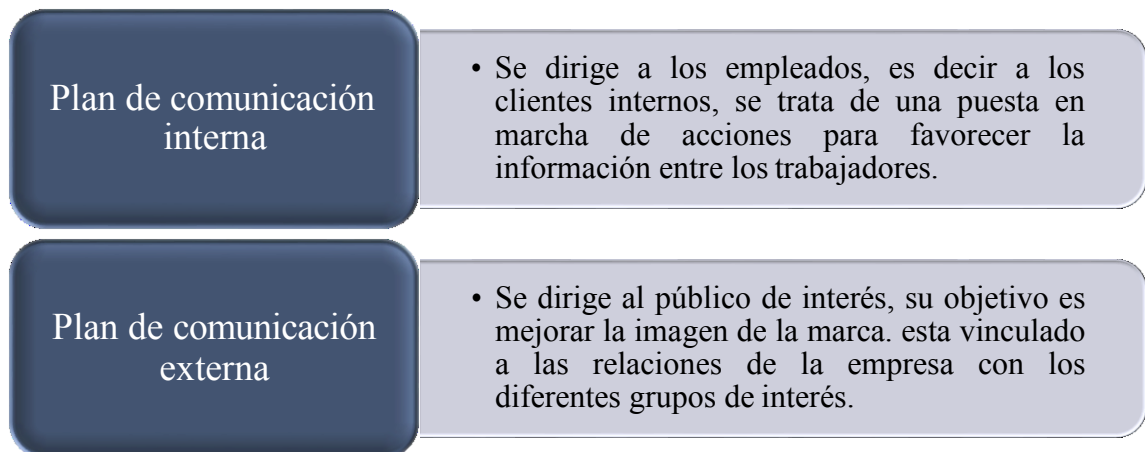 Plan de comunicación
interna
• Se dirige a los empleados, es decir a los
clientes internos, se trata de una puesta en
marcha de acciones para favorecer la
información entre los trabajadores.
Plan de comunicación
externa
• Se dirige al público de interés, su objetivo es
mejorar la imagen de la marca. esta vinculado
a las relaciones de la empresa con los
diferentes grupos de interés.